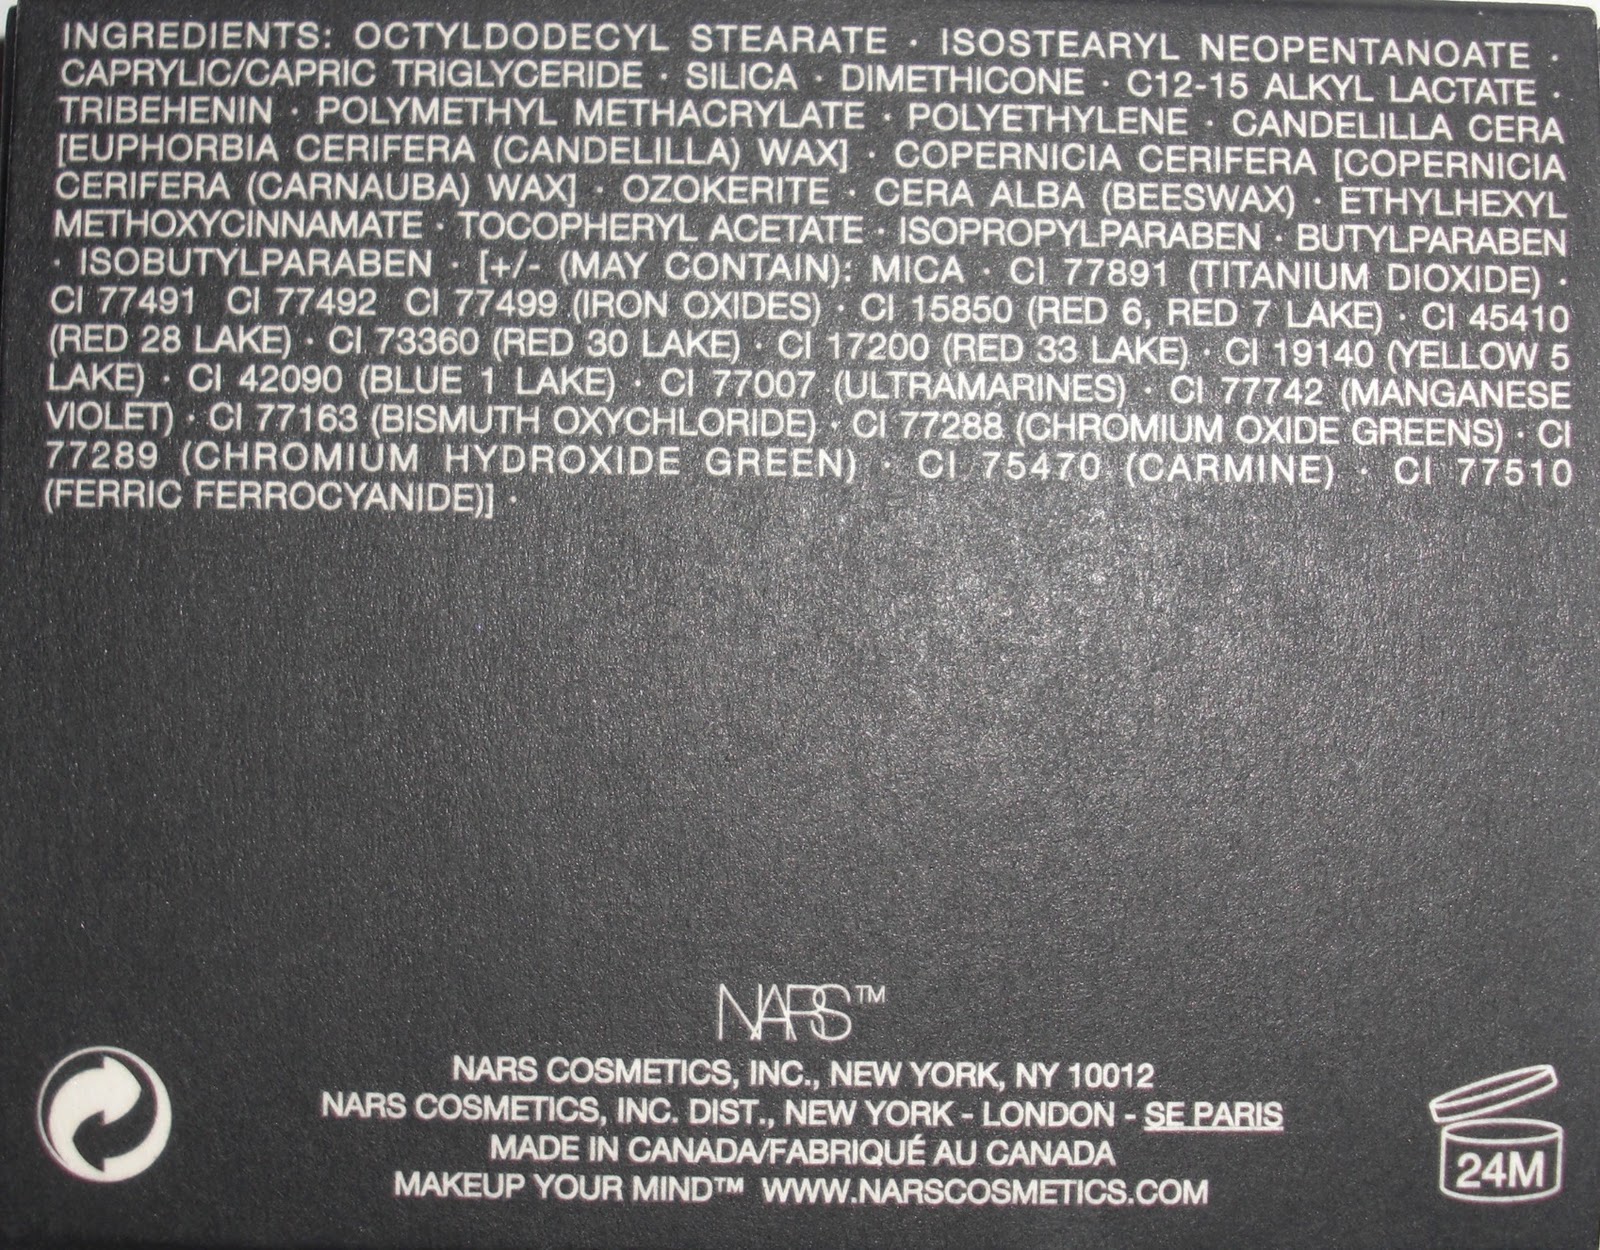 INGREDIENTS: OCTYLDODECYL STEARATE · ISOSTEARYL NEOPENTANOATE ·
CAPRYLIC/CAPRIC TRIGLYCERIDE · SILICA · DIMETHICONE · C12-15 ALKYL LACTATE ·
TRIBEHENIN · POLYMETHYL METHACRYLATE · POLYETHYLENE · CANDELILLA CERA
[EUPHORBIA CERIFERA (CANDELILLA) WAX] · COPERNICIA CERIFERA [COPERNICIA
CERIFERA (CARNAUBA) WAX] · OZOKERITE · CERA ALBA (BEESWAX) · ETHYLHEXYL
METHOXYCINNAMATE · TOCOPHERYL ACETATE · ISOPROPYLPARABEN · BUTYLPARABEN
· ISOBUTYLPARABEN · [+/- (MAY CONTAIN): MICA · CI 77891 (TITANIUM DIOXIDE) ·
CI 77491 CI 77492 CI 77499 (IRON OXIDES) · CI 15850 (RED 6, RED 7 LAKE) · CI 45410
(RED 28 LAKE) · CI 73360 (RED 30 LAKE) · CI 17200 (RED 33 LAKE) · CI 19140 (YELLOW 5
LAKE) · CI 42090 (BLUE 1 LAKE) · CI 77007 (ULTRAMARINES) · CI 77742 (MANGANESE
VIOLET) · CI 77163 (BISMUTH OXYCHLORIDE) · CI 77288 (CHROMIUM OXIDE GREENS) · CI
77289 (CHROMIUM HYDROXIDE GREEN) · CI 75470 (CARMINE) · CI 77510
(FERRIC FERROCYANIDE)] ·
NARS™
NARS COSMETICS, INC., NEW YORK, NY 10012
NARS COSMETICS, INC. DIST., NEW YORK - LONDON - SE PARIS
MADE IN CANADA/FABRIQUÉ AU CANADA
MAKEUP YOUR MIND™ WWW.NARSCOSMETICS.COM
24M